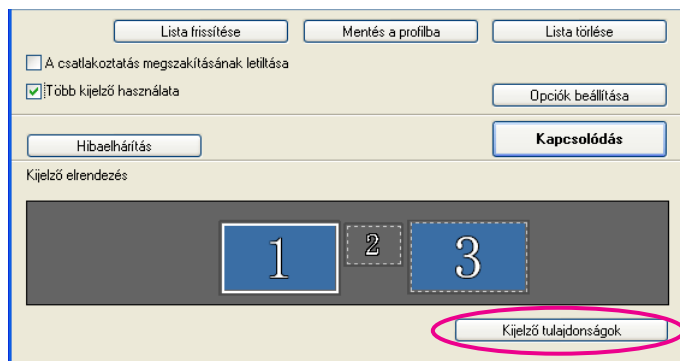 Lista frissítése Mentés a profilba Lista törlése
A csatlakoztatás megszakításának letiltása
Több kijelző használata
Opciók beállítása
Hibaelhárítás Kapcsolódás
Kijelző elrendezés
1 2 3
Kijelző tulajdonságok